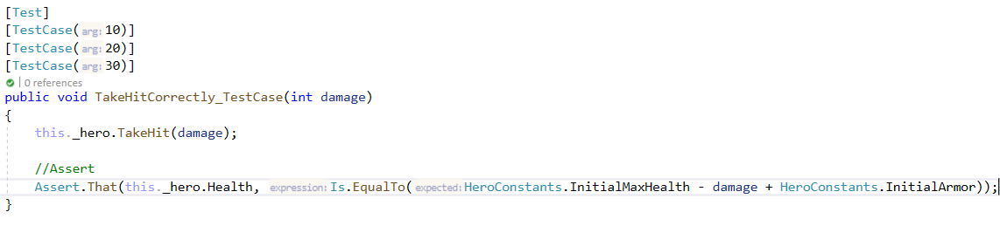 [Test]
[TestCase(arg:10)]
[TestCase(arg:20)]
[TestCase(arg:30)]
| 0 references
public void TakeHitCorrectly_TestCase(int damage)
{
this._hero.TakeHit(damage);
//Assert
Assert.That(this._hero.Health, expression:Is.EqualTo(expected:HeroConstants.InitialMaxHealth - damage + HeroConstants.InitialArmor));
}